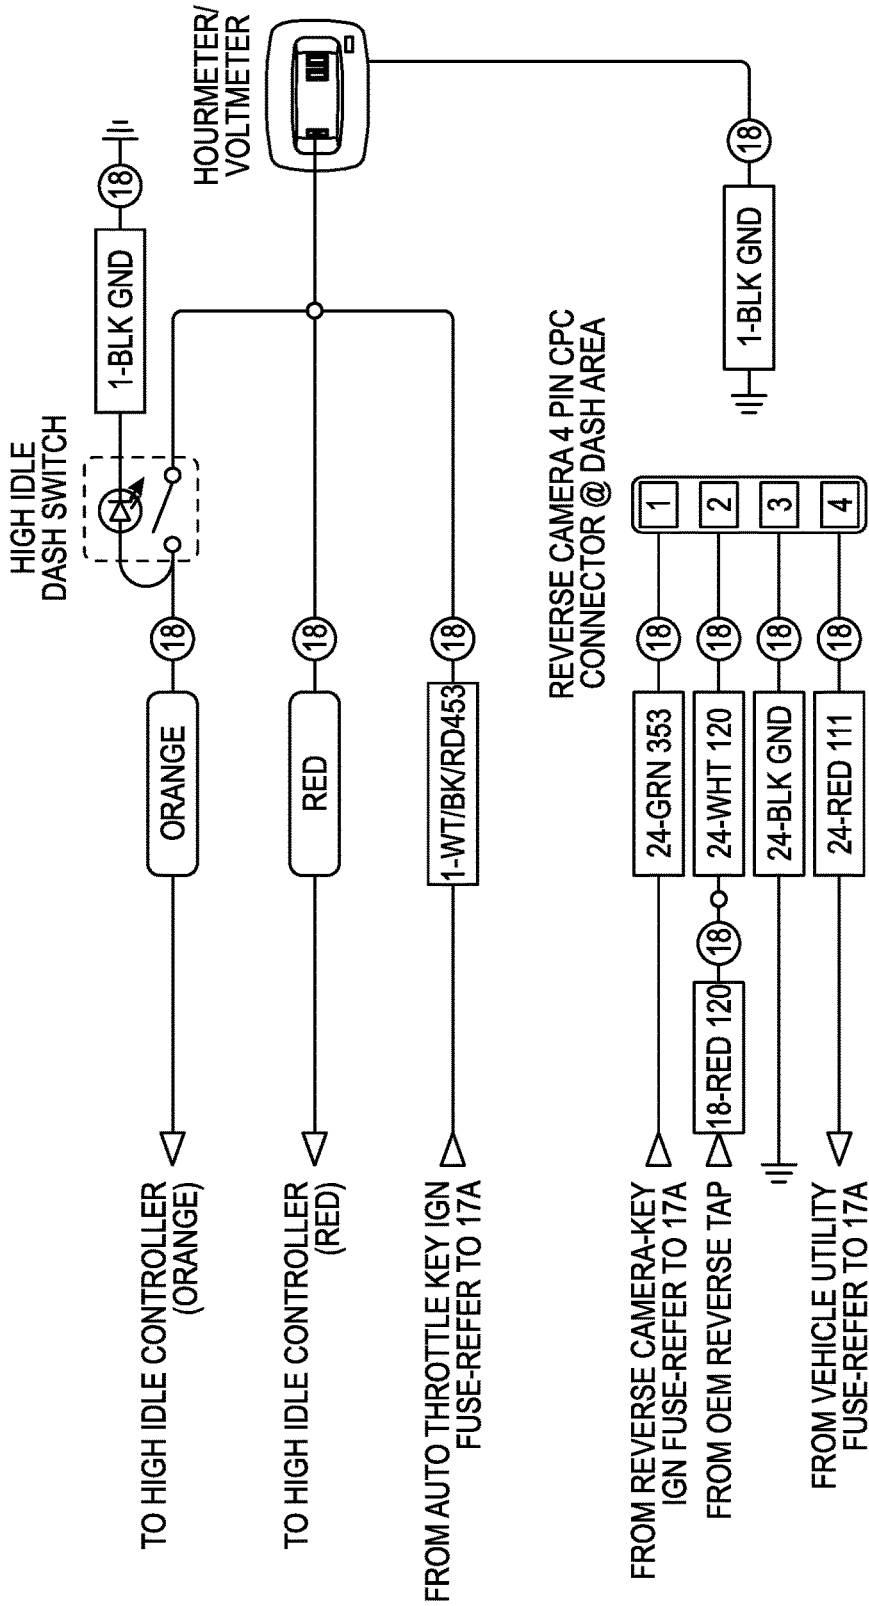 HIGH IDLE
DASH SWITCH
1-BLK GND
18
HOURMETER/
VOLTMETER
TO HIGH IDLE CONTROLLER
(ORANGE)
ORANGE
18
TO HIGH IDLE CONTROLLER
(RED)
RED
18
FROM AUTO THROTTLE KEY IGN
FUSE-REFER TO 17A
1-WT/BK/RD453
18
REVERSE CAMERA 4 PIN CPC
CONNECTOR @ DASH AREA
1-BLK GND
18
FROM REVERSE CAMERA-KEY
IGN FUSE-REFER TO 17A
24-GRN 353
18
1
FROM OEM REVERSE TAP
18-RED 120
18
24-WHT 120
18
2
24-BLK GND
18
3
FROM VEHICLE UTILITY
FUSE-REFER TO 17A
24-RED 111
18
4